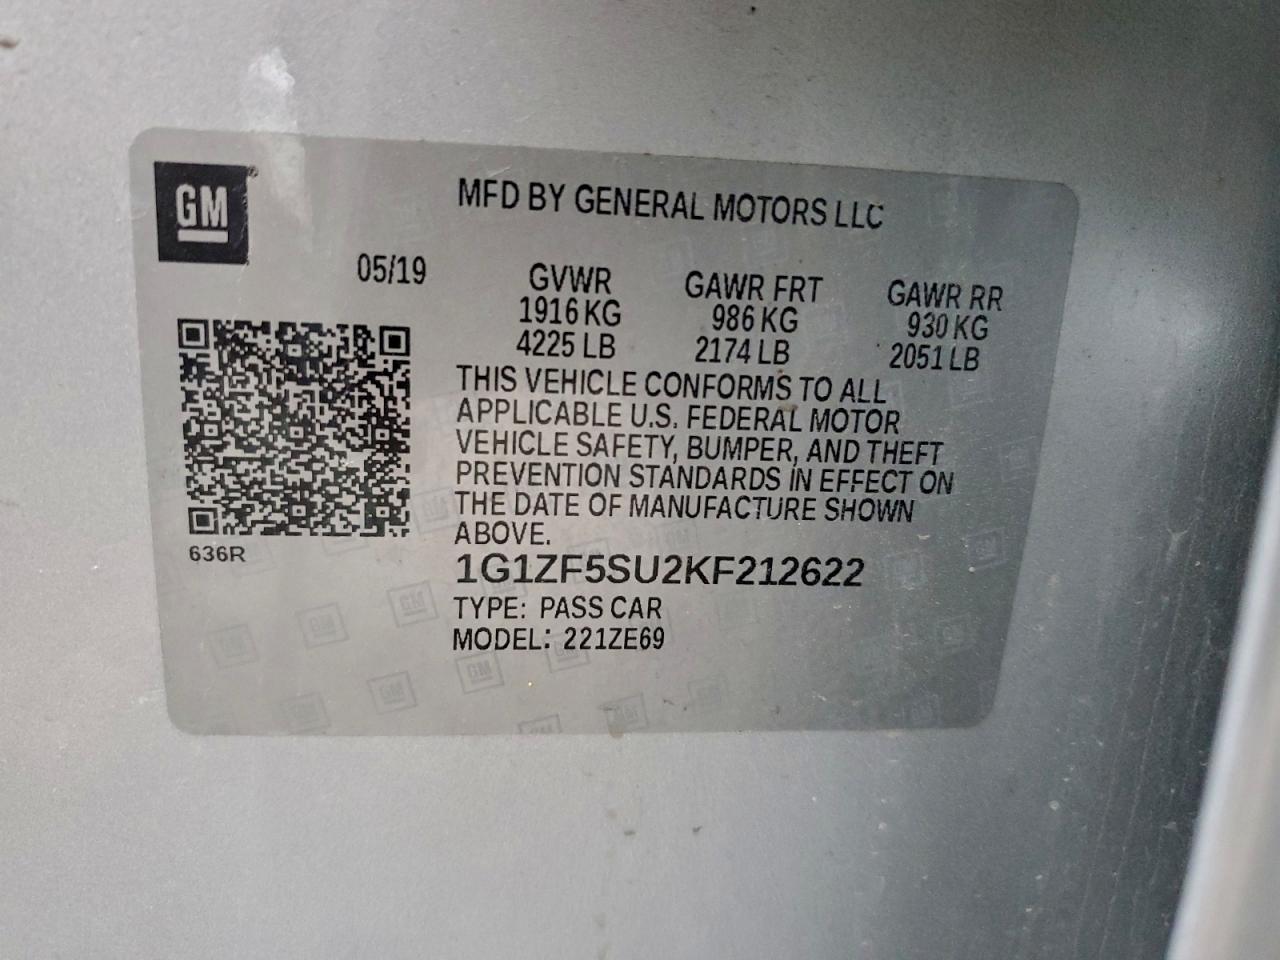 GM
MFD BY GENERAL MOTORS LLC
05/19
GVWR
1916 KG
4225 LB
GAWR FRT
986 KG
2174 LB
GAWR RR
930 KG
2051 LB
THIS VEHICLE CONFORMS TO ALL
APPLICABLE U.S. FEDERAL MOTOR
VEHICLE SAFETY, BUMPER, AND THEFT
PREVENTION STANDARDS IN EFFECT ON
THE DATE OF MANUFACTURE SHOWN
ABOVE.
636R
1G1ZF5SU2KF212622
TYPE: PASS CAR
MODEL: 221ZE69